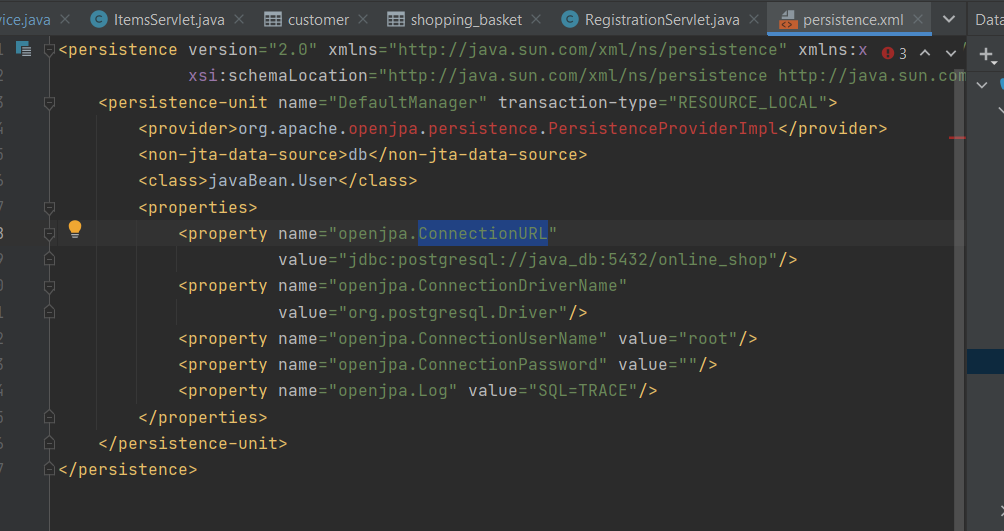 vice.java
ItemsServlet.java
customer
shopping_basket
RegistrationServlet.java
persistence.xml
Data
<persistence version="2.0" xmlns="http://java.sun.com/xml/ns/persistence" xmlns:x
3
xsi:schemaLocation="http://java.sun.com/xml/ns/persistence http://java.sun.com
<persistence-unit name="DefaultManager" transaction-type="RESOURCE_LOCAL">
<provider>org.apache.openjpa.persistence.PersistenceProviderImpl</provider>
<non-jta-data-source>db</non-jta-data-source>
<class>javaBean.User</class>
<properties>
<property name="openjpa.ConnectionURL"
value="jdbc:postgresql://java_db:5432/online_shop"/>
<property name="openjpa.ConnectionDriverName"
value="org.postgresql.Driver"/>
<property name="openjpa.ConnectionUserName" value="root"/>
<property name="openjpa.ConnectionPassword" value=""/>
<property name="openjpa.Log" value="SQL=TRACE"/>
</properties>
</persistence-unit>
</persistence>